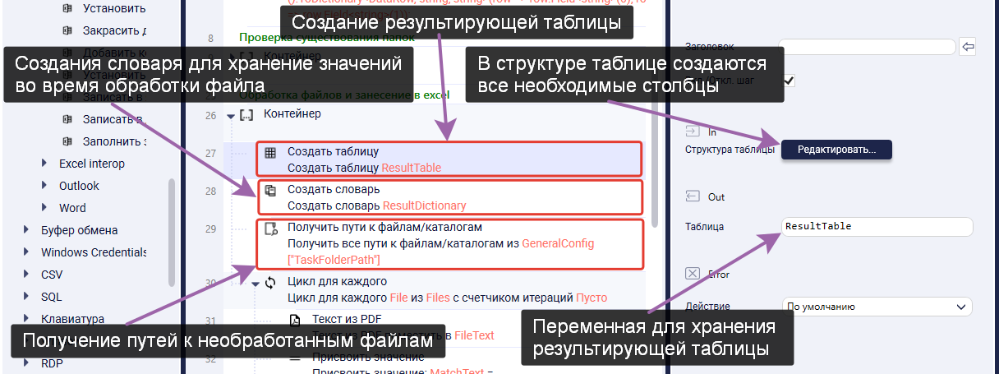 Установить
Закрасить д
Добавить к
Установить
Записать в
Записать в
Заполнить з
Excel interop
Outlook
Word
Буфер обмена
Windows Credentials
CSV
SQL
Клавиатура
RDP
Создания словаря для хранение значений
во время обработки файла
Создание результирующей таблицы
row.Field<string>(1))
8
Проверка существования папок
Контейнер
Обработка файлов и занесение в excel
26
[...] Контейнер
27
Создать таблицу
Создать таблицу ResultTable
28
Создать словарь
Создать словарь ResultDictionary
29
Получить пути к файлам/каталогам
Получить все пути к файлам/каталогам из GeneralConfig
["TaskFolderPath"]
30
Цикл для каждого
Цикл для каждого File из Files с счетчиком итераций Пусто
31
Текст из PDF
FileText
32
Присвоить значение
Присвоить значение: MatchText =
Получение путей к необработанным файлам
Заголовок
В структуре таблице создаются
все необходимые столбцы
/Откл. шаг
In
Структура таблицы
Редактировать...
Out
Таблица
ResultTable
Error
Действие
По умолчанию
Переменная для хранения
результирующей таблицы